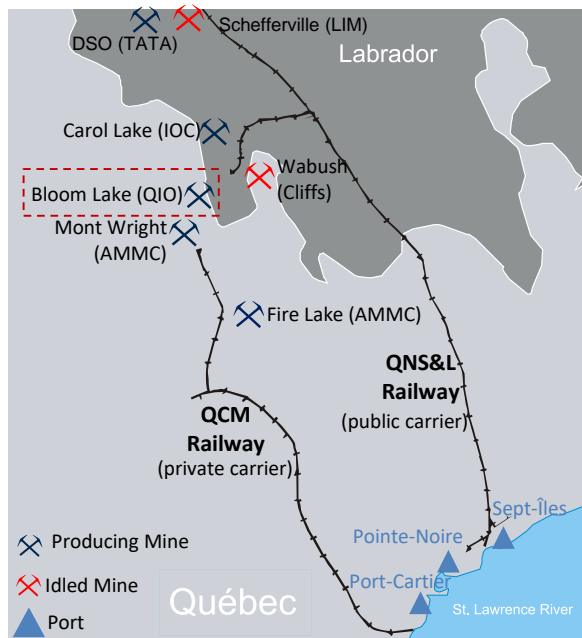 DSO (TATA)
Schefferville (LIM)
Labrador
Carol Lake (IOC)
Wabush
(Cliffs)
Bloom Lake (QIO)
Mont Wright
(AMMC)
Fire Lake (AMMC)
QNS&L
Railway
(public carrier)
QCM
Railway
(private carrier)
Sept-Îles
Pointe-Noire
Port-Cartier
St. Lawrence River
Producing Mine
Idled Mine
Port
Québec